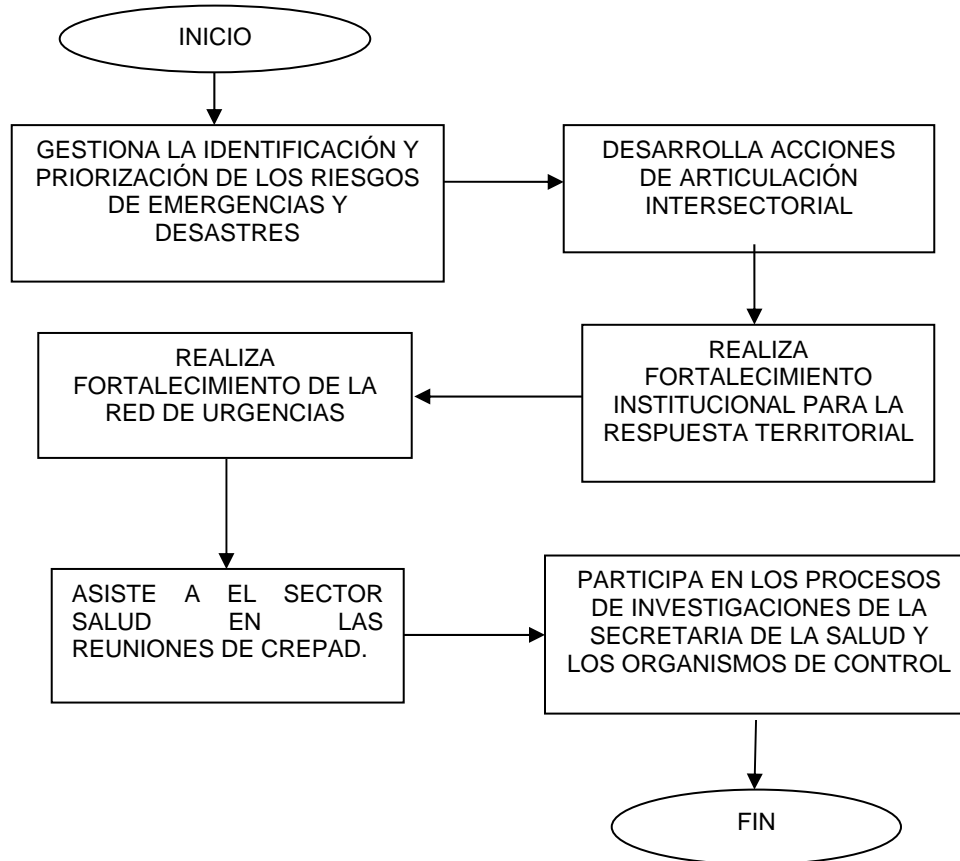 INICIO
GESTIONA LA IDENTIFICACIÓN Y
PRIORIZACIÓN DE LOS RIESGOS
DE EMERGENCIAS Y
DESASTRES
DESARROLLA ACCIONES
DE ARTICULACIÓN
INTERSECTORIAL
REALIZA
FORTALECIMIENTO
INSTITUCIONAL PARA LA
RESPUESTA TERRITORIAL
REALIZA
FORTALECIMIENTO DE LA
RED DE URGENCIAS
ASISTE A EL SECTOR
SALUD EN LAS
REUNIONES DE CREPAD.
PARTICIPA EN LOS PROCESOS
DE INVESTIGACIONES DE LA
SECRETARIA DE LA SALUD Y
LOS ORGANISMOS DE CONTROL
FIN